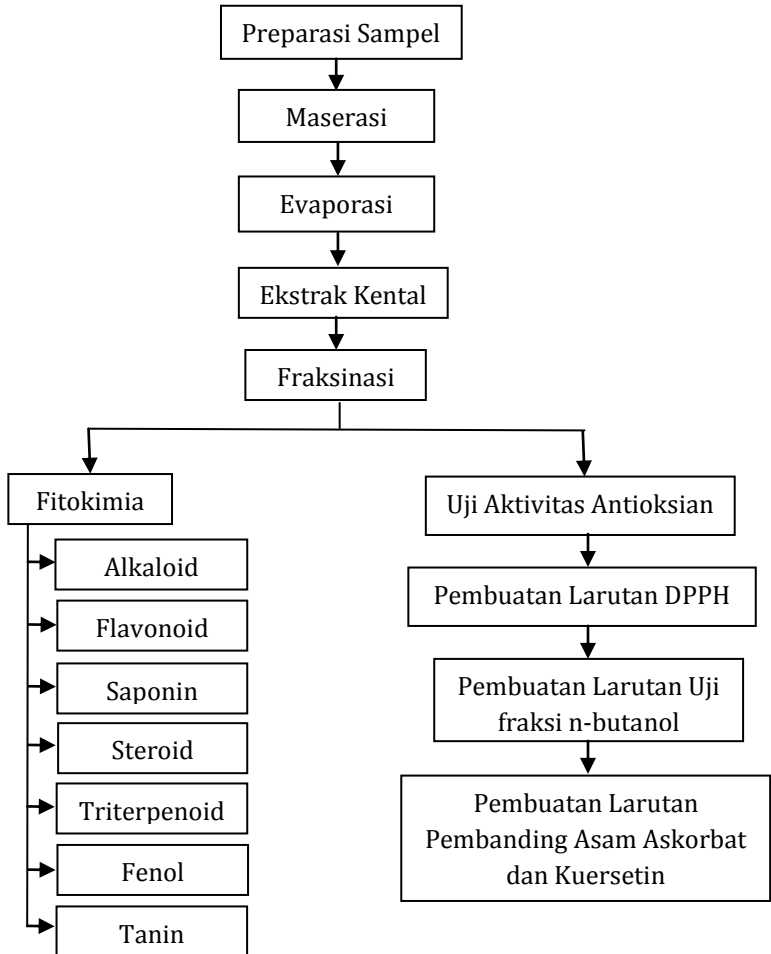 Preparasi Sampel
Maserasi
Evaporasi
Ekstrak Kental
Fraksinasi
Fitokimia
Alkaloid
Flavonoid
Saponin
Steroid
Triterpenoid
Fenol
Tanin
Uji Aktivitas Antioksian
Pembuatan Larutan DPPH
Pembuatan Larutan Uji
fraksi n-butanol
Pembuatan Larutan
Pembanding Asam Askorbat
dan Kuersetin